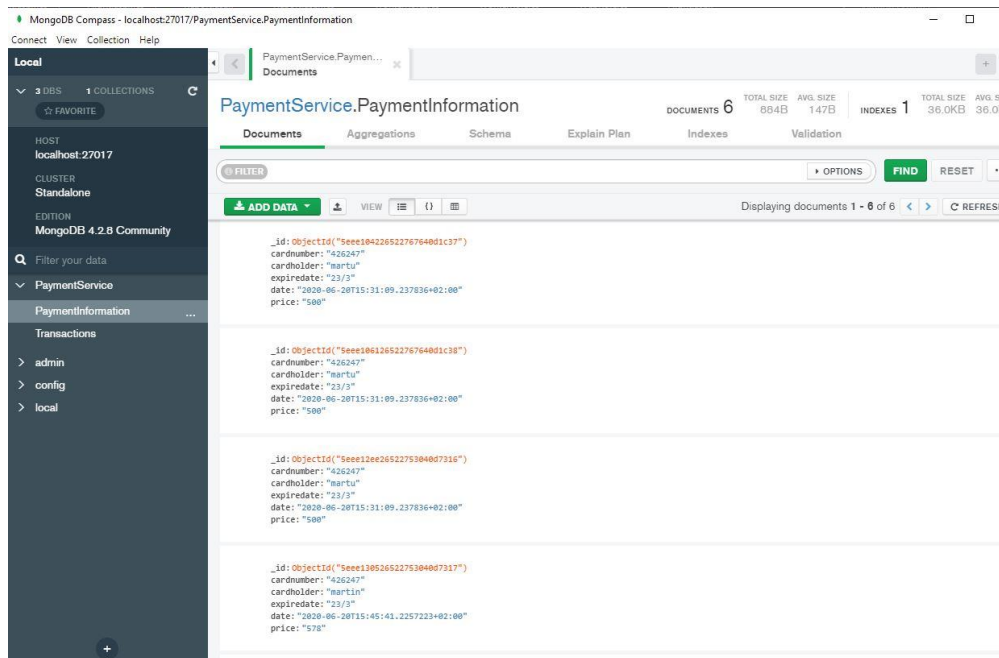 MongoDB Compass - localhost:27017/PaymentService.PaymentInformation
Connect View Collection Help
Local
3 DBS 1 COLLECTIONS
FAVORITE
HOST
localhost:27017
CLUSTER
Standalone
EDITION
MongoDB 4.2.8 Community
Filter your data
PaymentService
PaymentInformation ...
Transactions
admin
config
local
PaymentService.Paymen...
Documents
PaymentService.PaymentInformation
DOCUMENTS 6
TOTAL SIZE AVG. SIZE
884B 147B
INDEXES 1
TOTAL SIZE AVG. S
36.0KB 36.0
Documents Aggregations Schema Explain Plan Indexes Validation
FILTER OPTIONS FIND RESET
ADD DATA VIEW {} Displaying documents 1 - 6 of 6 REFRES
_id: ObjectId("5eee104226522767640d1c37")
cardnumber: "426247"
cardholder: "martu"
expiredate: "23/3"
date: "2020-06-20T15:31:09.237836+02:00"
price: "500"
_id: ObjectId("5eee106126522767640d1c38")
cardnumber: "426247"
cardholder: "martu"
expiredate: "23/3"
date: "2020-06-20T15:31:09.237836+02:00"
price: "500"
_id: ObjectId("5eee12ee26522753040d7316")
cardnumber: "426247"
cardholder: "martu"
expiredate: "23/3"
date: "2020-06-20T15:31:09.237836+02:00"
price: "500"
_id: ObjectId("5eee130526522753040d7317")
cardnumber: "426247"
cardholder: "martin"
expiredate: "23/3"
date: "2020-06-20T15:45:41.2257223+02:00"
price: "578"